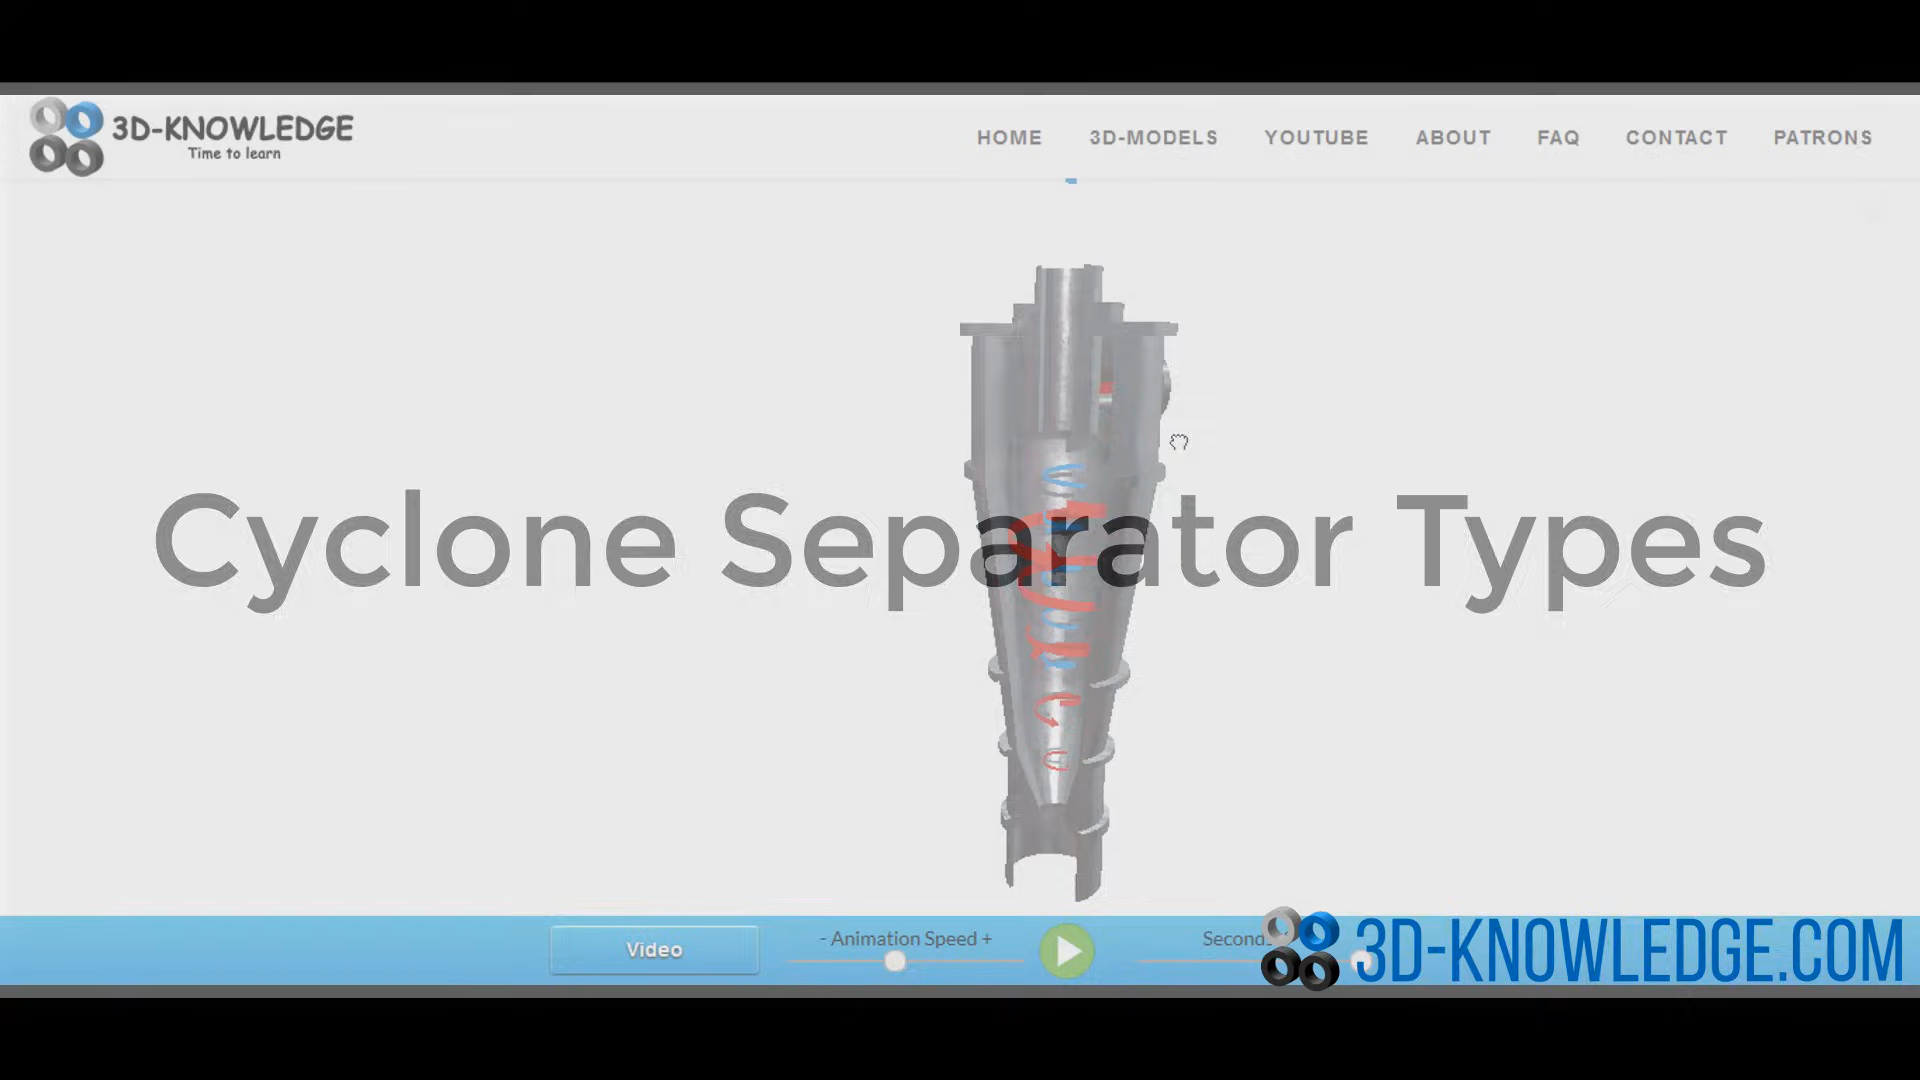 3D-KNOWLEDGE
Time to learn
HOME 3D-MODELS YOUTUBE ABOUT FAQ CONTACT PATRONS
Cyclone Separator Types
Video
- Animation Speed +
3D-KNOWLEDGE.COM